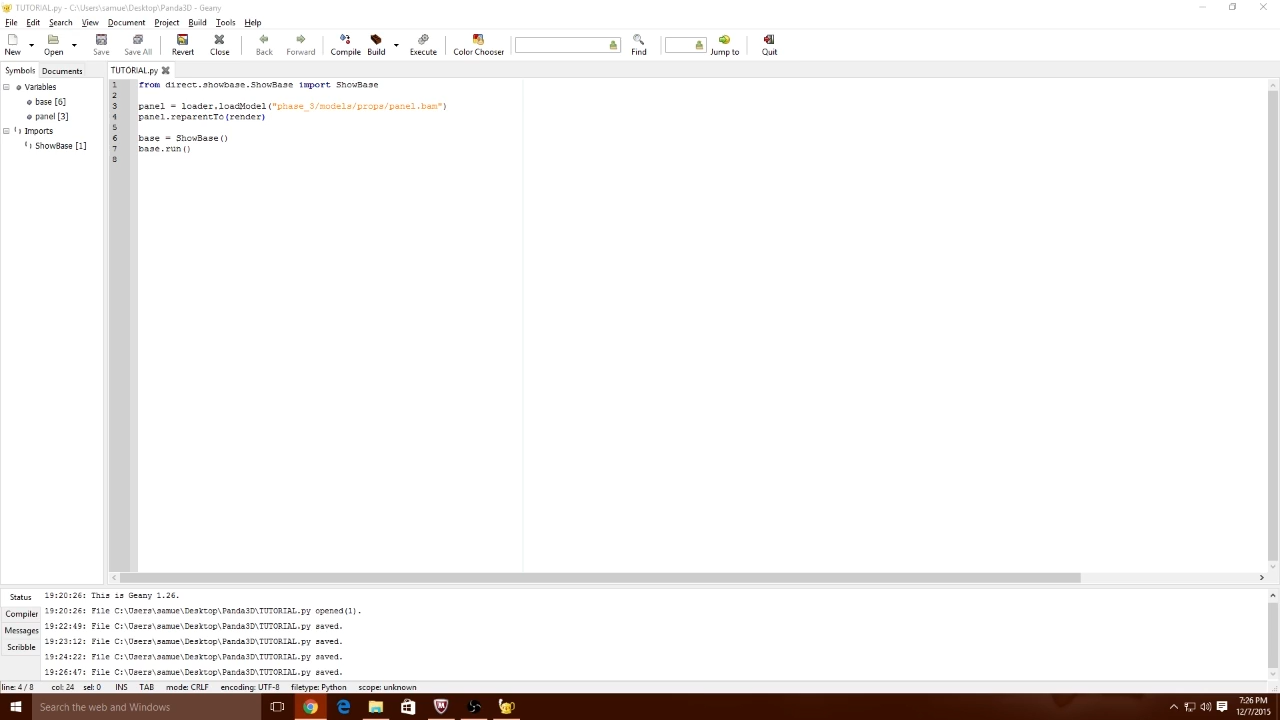 TUTORIAL.py - C:\Users\samue\Desktop\Panda3D - Geany
File Edit Search View Document Project Build Tools Help
New Open Save Save All Revert Close Back Forward Compile Build Execute Color Chooser Find Jump to Quit
Symbols Documents
TUTORIAL.py
Variables
base [6]
panel [3]
Imports
ShowBase [1]
1 from direct.showbase.ShowBase import ShowBase
2
3 panel = loader.loadModel("phase_3/models/props/panel.bam")
4 panel.reparentTo(render)
5
6 base = ShowBase()
7 base.run()
8
Status
Compiler
Messages
Scribble
19:20:26: This is Geany 1.26.
19:20:26: File C:\Users\samue\Desktop\Panda3D\TUTORIAL.py opened(1).
19:22:49: File C:\Users\samue\Desktop\Panda3D\TUTORIAL.py saved.
19:23:12: File C:\Users\samue\Desktop\Panda3D\TUTORIAL.py saved.
19:24:22: File C:\Users\samue\Desktop\Panda3D\TUTORIAL.py saved.
19:26:47: File C:\Users\samue\Desktop\Panda3D\TUTORIAL.py saved.
line: 4 / 8 col: 24 sel: 0 INS TAB mode: CRLF encoding: UTF-8 filetype: Python scope: unknown
Search the web and Windows
7:26 PM
12/7/2015